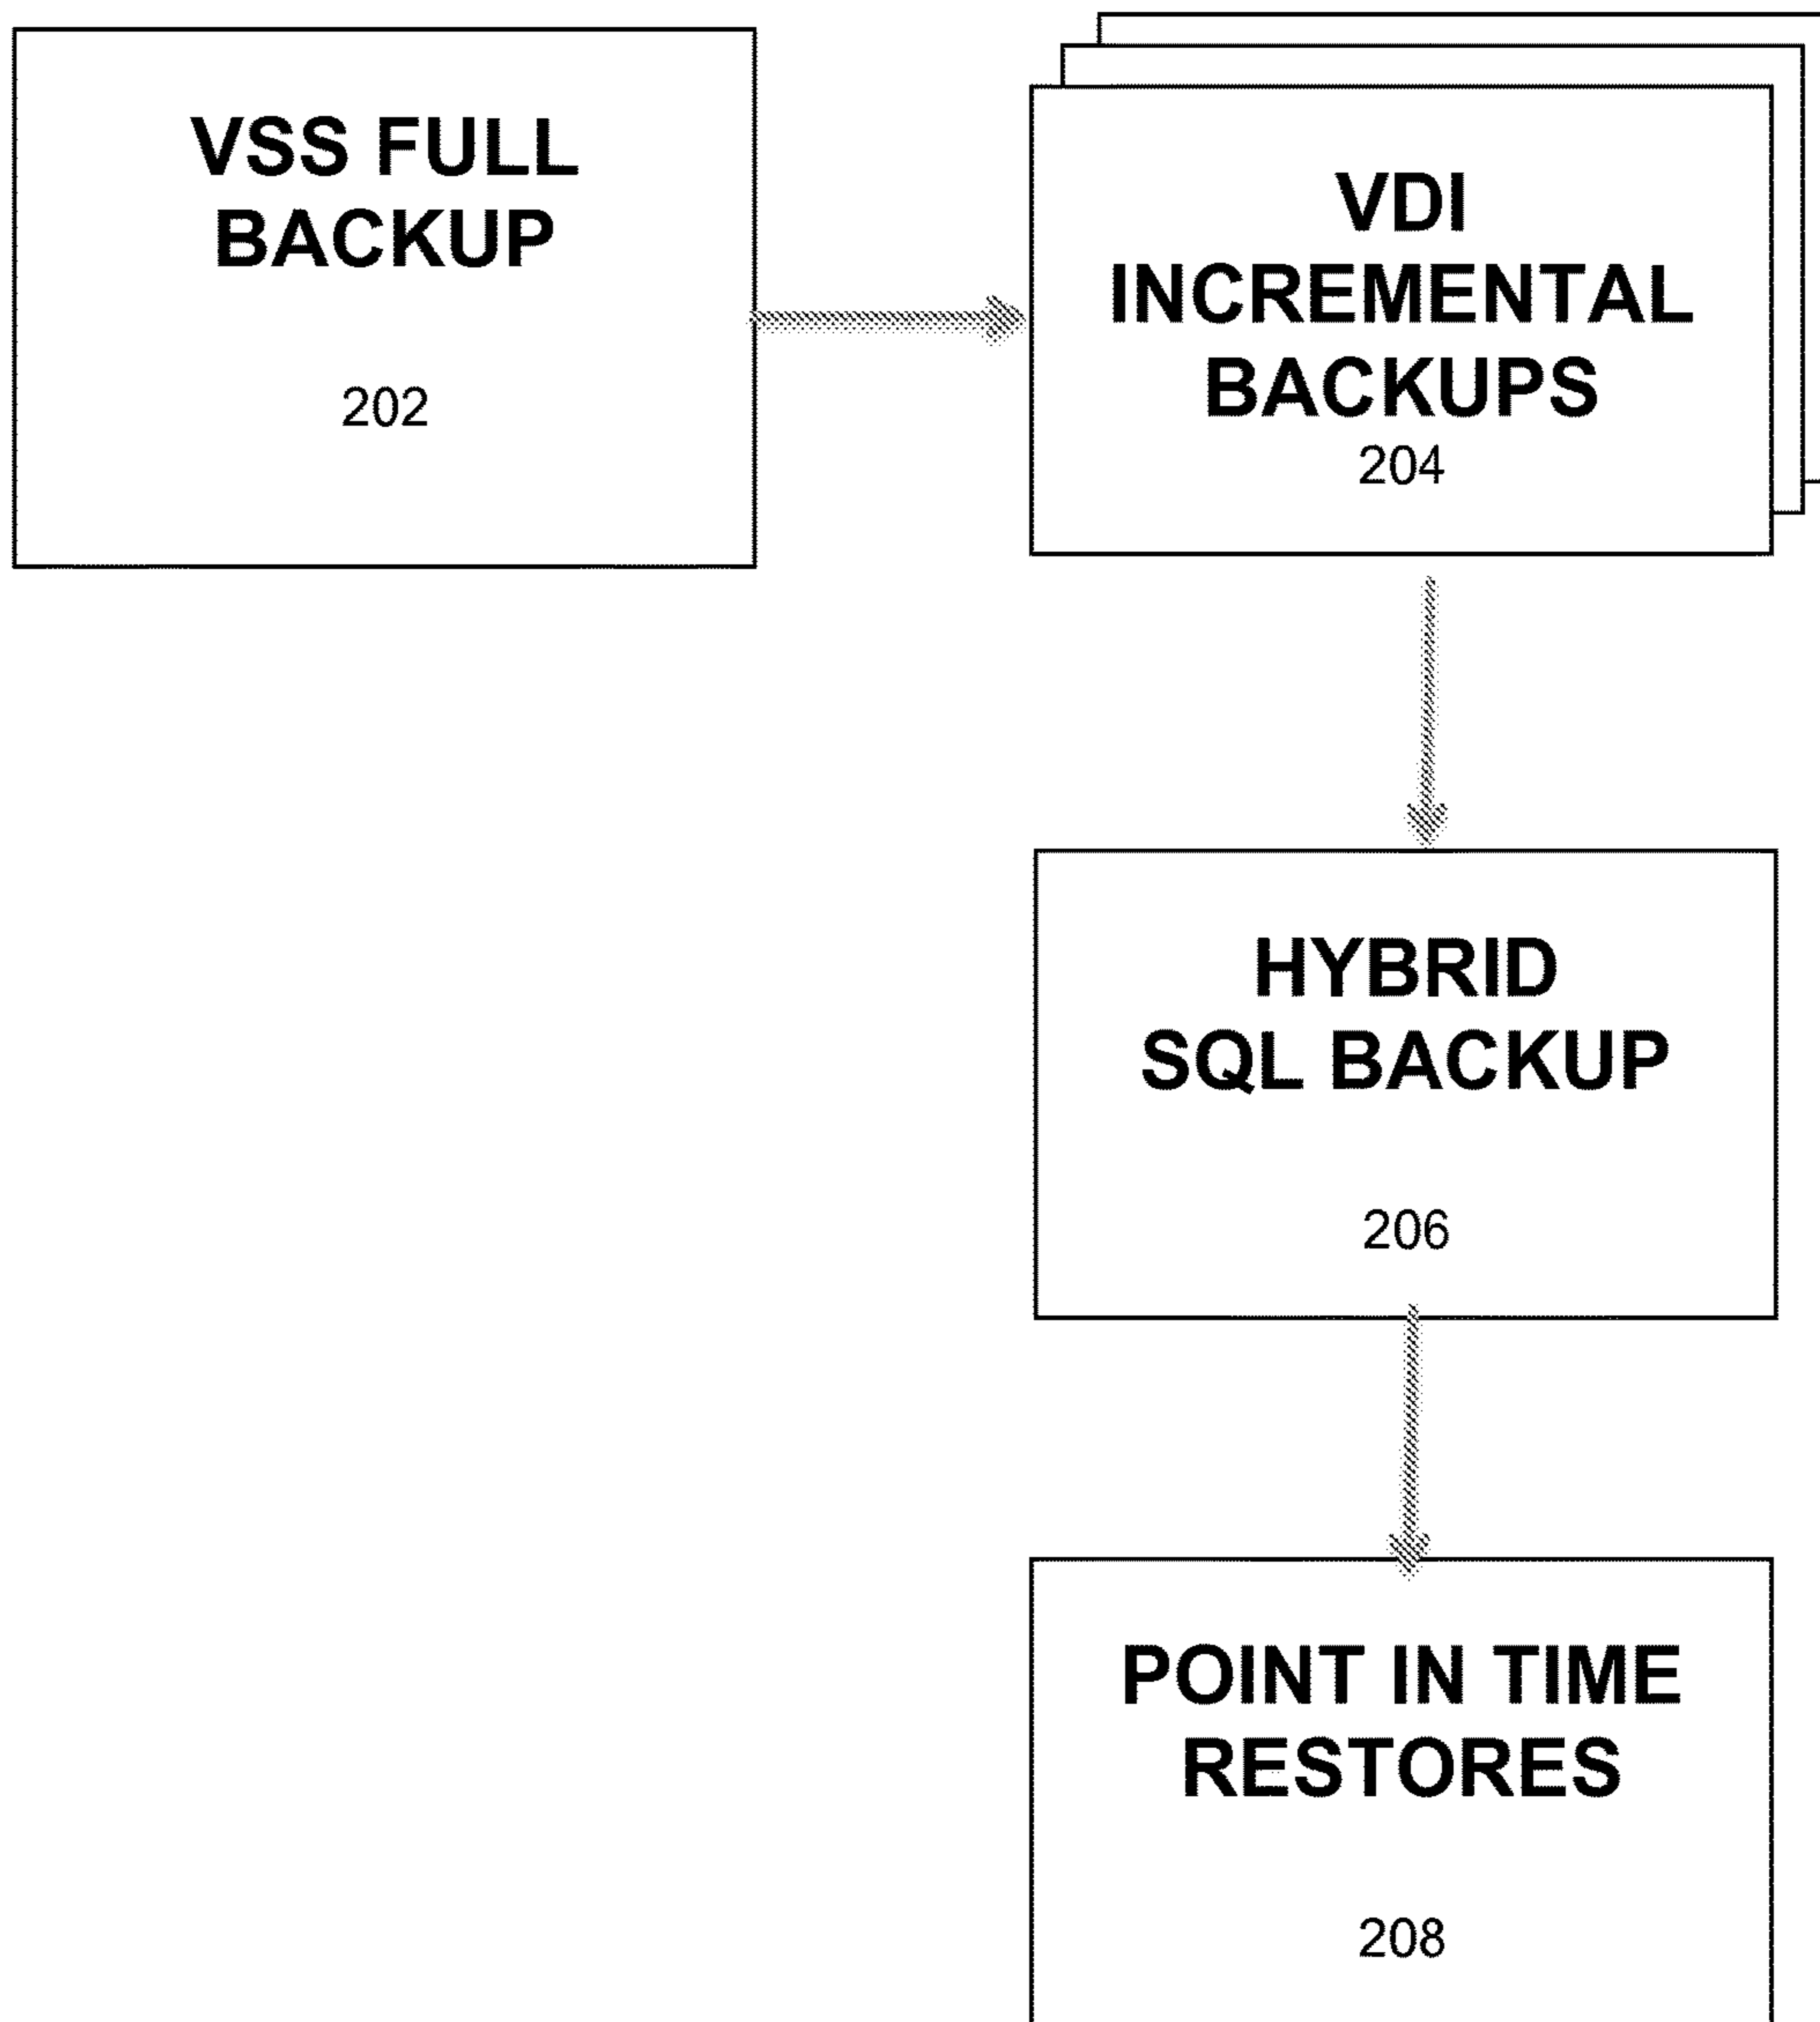 VSS FULL
BACKUP
202
VDI
INCREMENTAL
BACKUPS
204
HYBRID
SQL BACKUP
206
POINT IN TIME
RESTORES
208